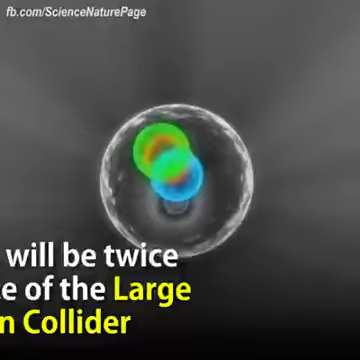 fb.com/ScienceNaturePage
will be twice
e of the Large
n Collider